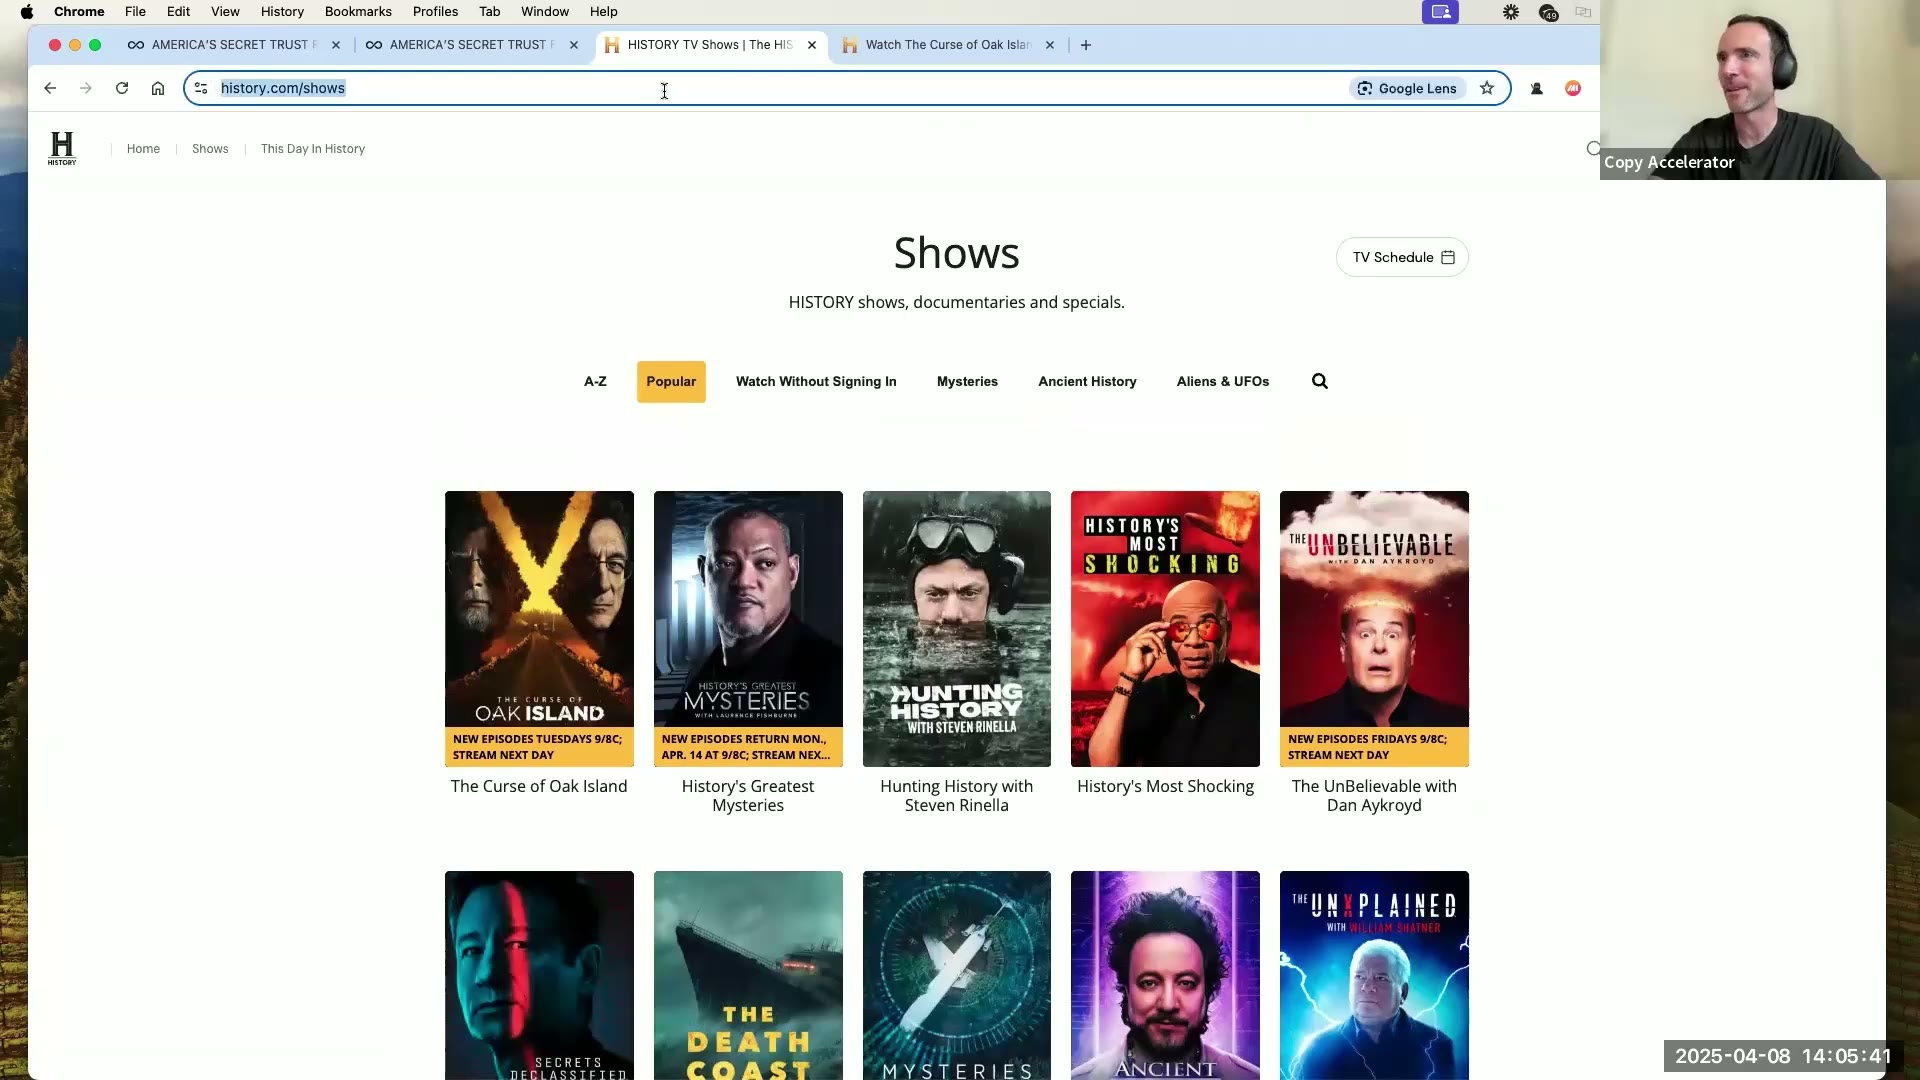 Chrome File Edit View History Bookmarks Profiles Tab Window Help
49
AMERICA'S SECRET TRUST
AMERICA'S SECRET TRUST
HISTORY TV Shows | The HIS
Watch The Curse of Oak Islan
history.com/shows
Google Lens
H
HISTORY
Home
Shows
This Day In History
Copy Accelerator
Shows
TV Schedule
HISTORY shows, documentaries and specials.
A-Z
Popular
Watch Without Signing In
Mysteries
Ancient History
Aliens & UFOs
THE CURSE OF
OAK ISLAND
NEW EPISODES TUESDAYS 9/8C;
STREAM NEXT DAY
The Curse of Oak Island
HISTORY'S GREATEST
MYSTERIES
WITH LAURENCE FISHBURNE
NEW EPISODES RETURN MON.,
APR. 14 AT 9/8C; STREAM NEX...
History's Greatest
Mysteries
HUNTING
HISTORY
WITH STEVEN RINELLA
Hunting History with
Steven Rinella
HISTORY'S
MOST
SHOCKING
History's Most Shocking
THE UNBELIEVABLE
WITH DAN AYKROYD
NEW EPISODES FRIDAYS 9/8C;
STREAM NEXT DAY
The UnBelievable with
Dan Aykroyd
SECRETS
DECLASSIFIED
THE
DEATH
COAST
MYSTERIES
ANCIENT
THE UNXPLAINED
WITH WILLIAM SHATNER
2025-04-08 14:05:41